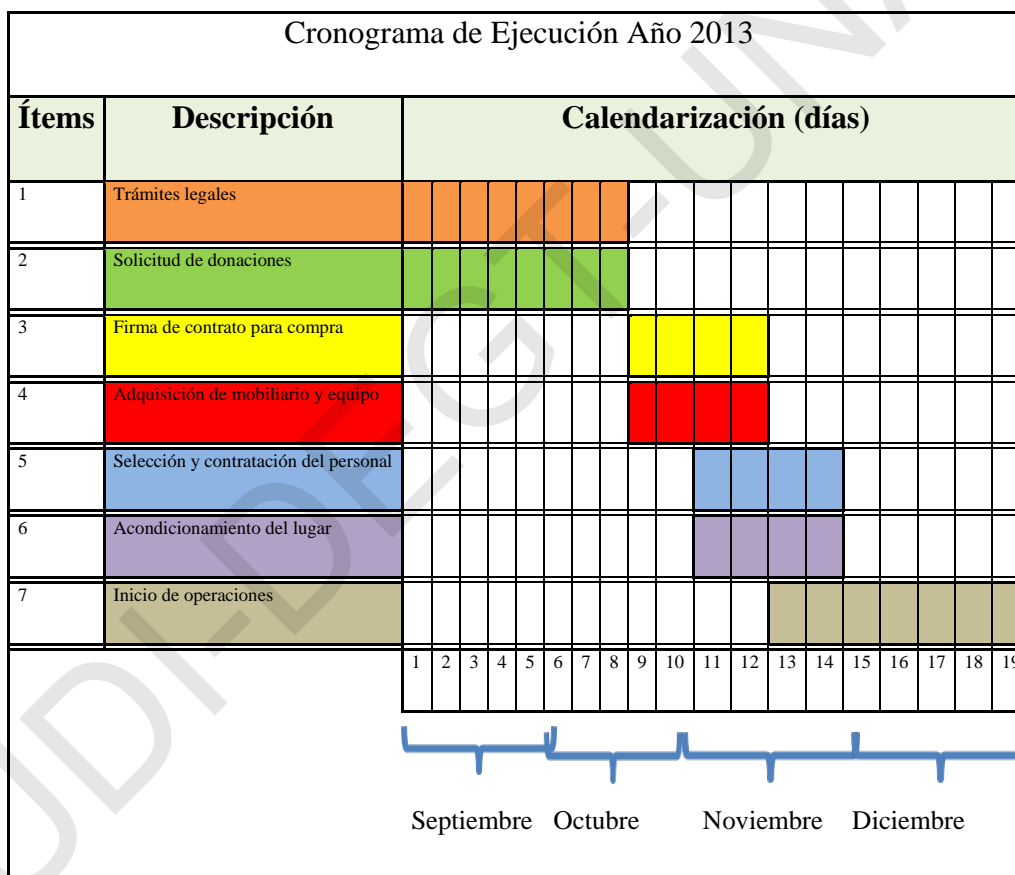 Cronograma de Ejecución Año 2013
Ítems Descripción Calendarización (días)
1 Trámites legales
2 Solicitud de donaciones
3 Firma de contrato para compra
4 Adquisición de mobiliario y equipo
5 Selección y contratación del personal
6 Acondicionamiento del lugar
7 Inicio de operaciones
1 2 3 4 5 6 7 8 9 10 11 12 13 14 15 16 17 18 19
Septiembre Octubre Noviembre Diciembre